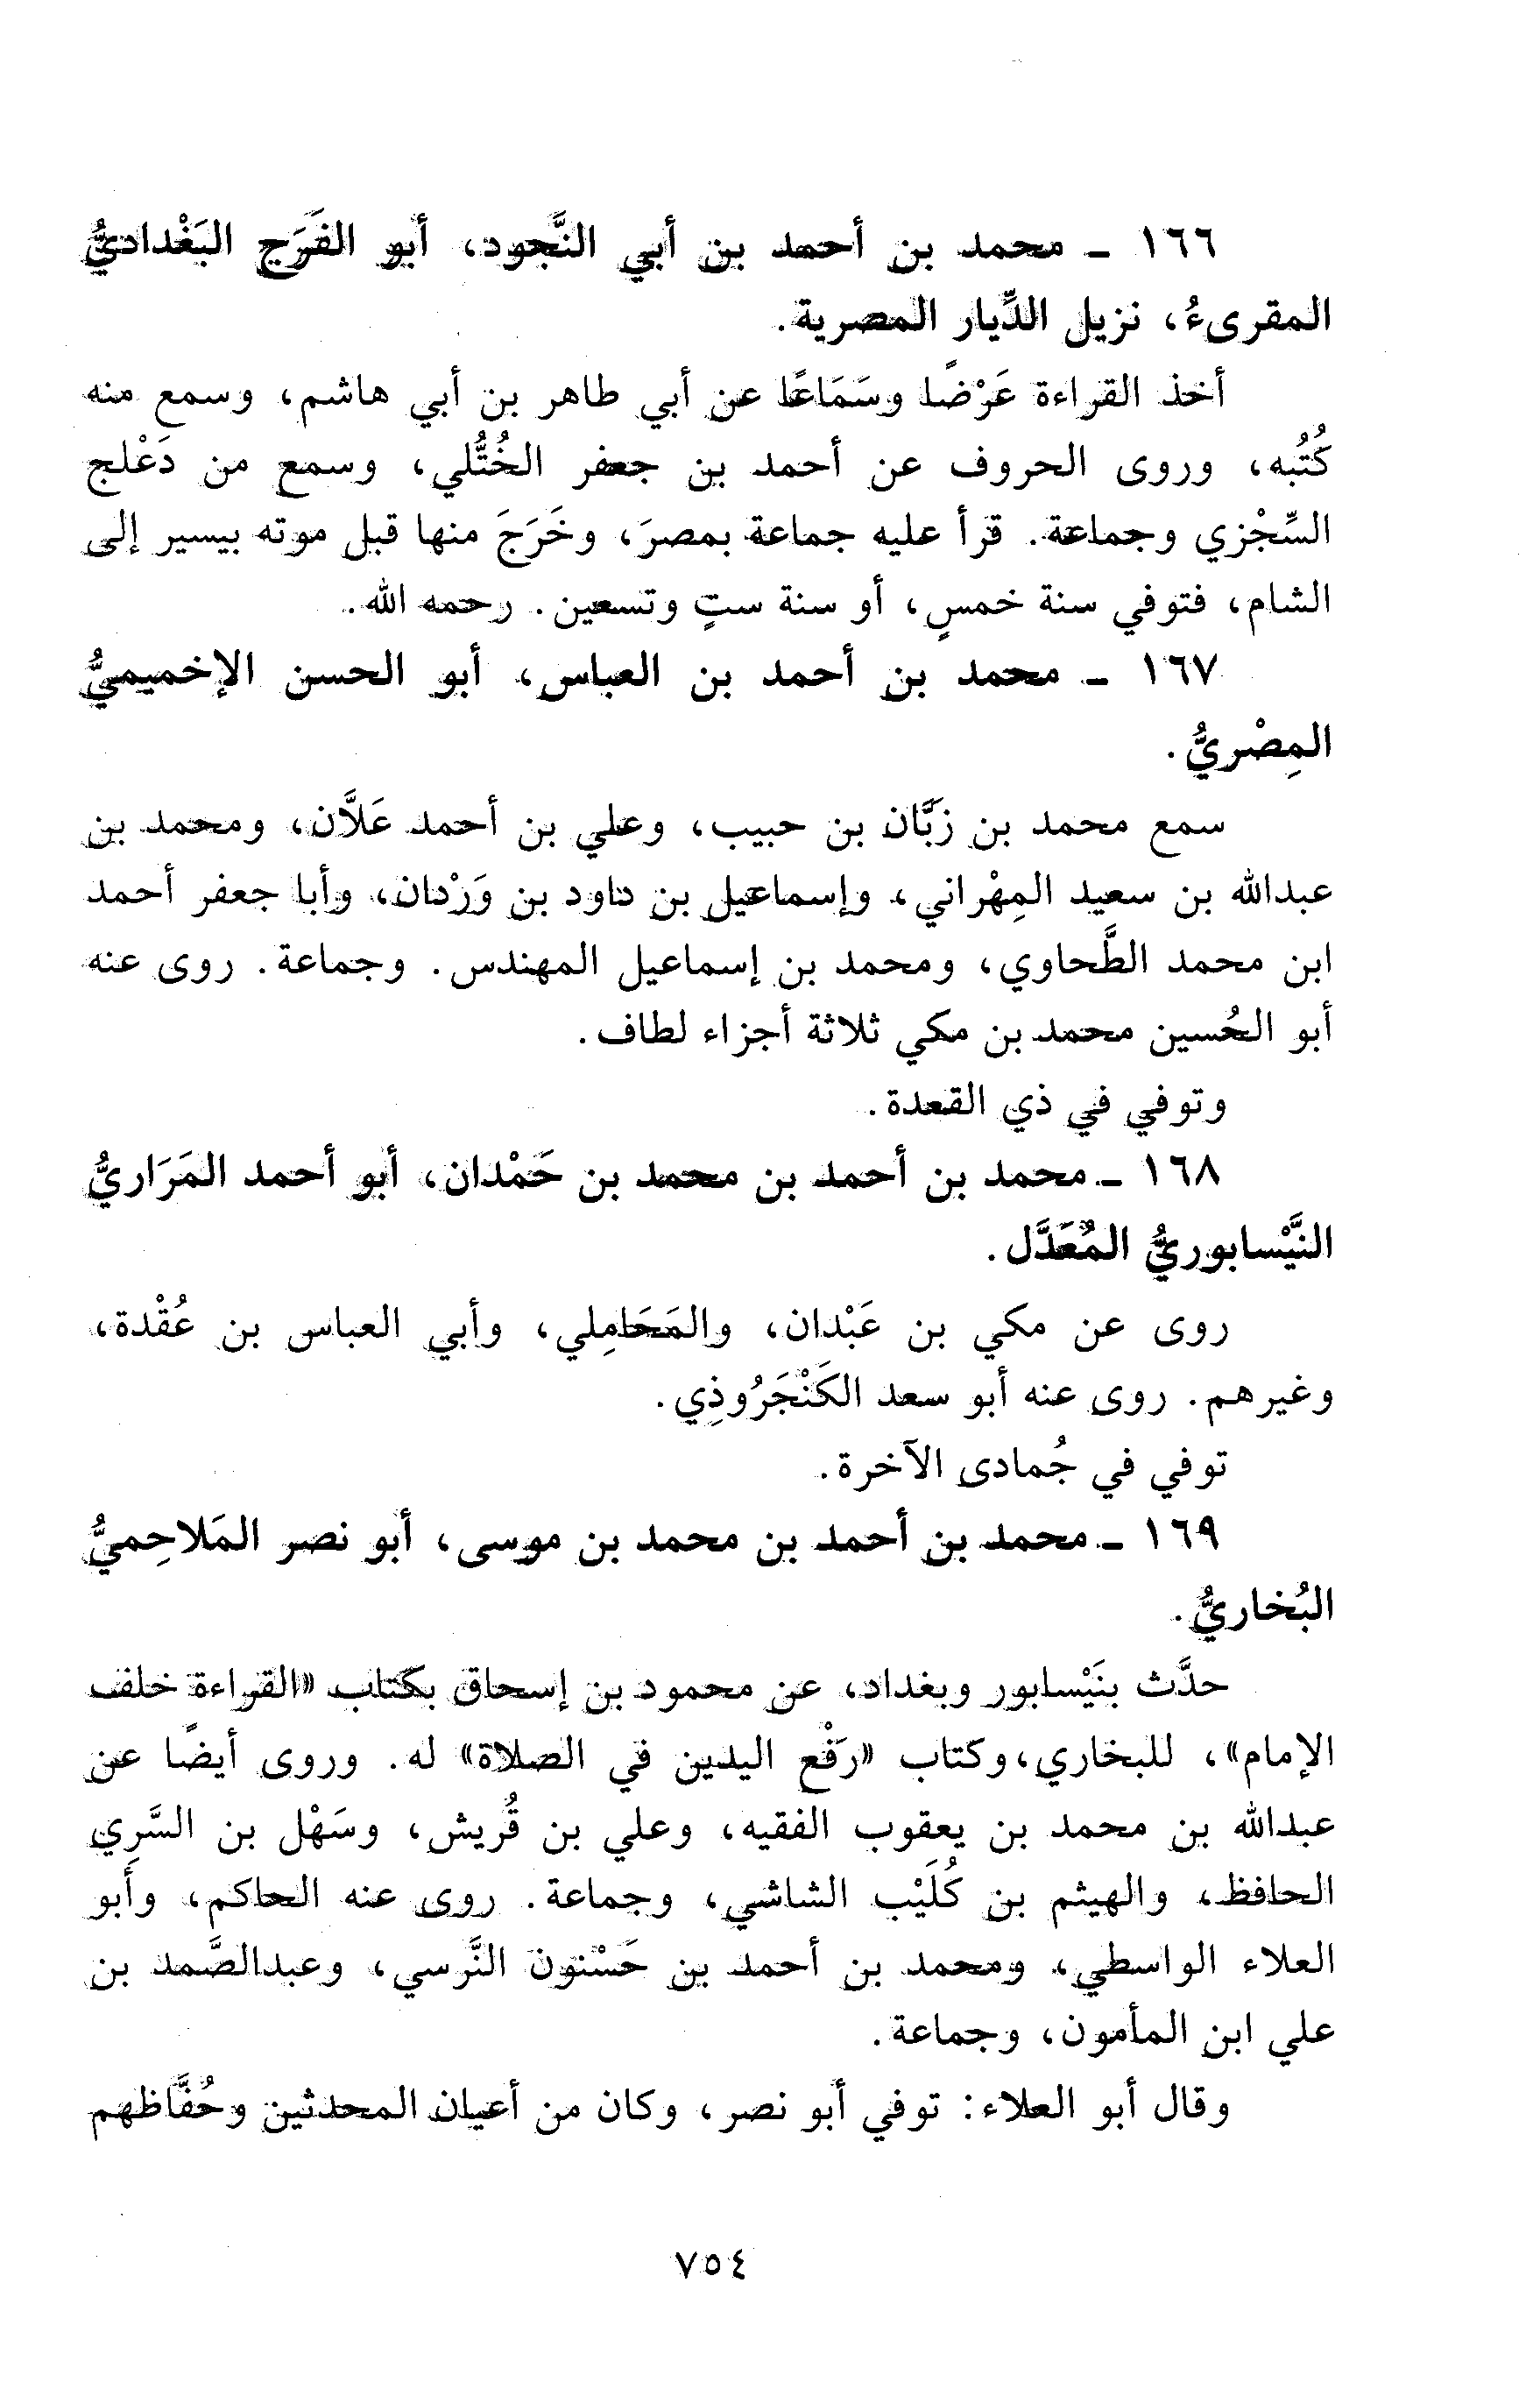 ١٦٦ ـ محمد بن أحمد بن أبي النَّجود، أبو الفَرَج البَغْداديُّ
المقرىءُ، نزيل الدِّيار المصرية.
أخذ القراءة عَرْضًا وسَمَاعًا عن أبي طاهر بن أبي هاشم، وسمع منه
كُتُبه، وروى الحروف عن أحمد بن جعفر الخُتُّلي، وسمع من دَعْلج
السِّجْزي وجماعة. قرأ عليه جماعة بمصرَ، وخَرَجَ منها قبل موته بيسير إلى
الشام، فتوفي سنة خمسٍ، أو سنة ستٍ وتسعين. رحمه الله.
١٦٧ ـ محمد بن أحمد بن العباس، أبو الحسن الإخميميُّ
المِصْريُّ.
سمع محمد بن زَبَّان بن حبيب، وعلي بن أحمد عَلاَّن، ومحمد بن
عبدالله بن سعيد المِهْراني، وإسماعيل بن داود بن وَرْدان، وأبا جعفر أحمد
ابن محمد الطَّحاوي، ومحمد بن إسماعيل المهندس. وجماعة. روى عنه
أبو الحُسين محمد بن مكي ثلاثة أجزاء لطاف.
وتوفي في ذي القعدة.
١٦٨ ـ محمد بن أحمد بن محمد بن حَمْدان، أبو أحمد المَرَاريُّ
النَّيْسابوريُّ المُعَدَّل.
روى عن مكي بن عَبْدان، والمَحَامِلي، وأبي العباس بن عُقْدة،
وغيرهم. روى عنه أبو سعد الكَنْجَرُوذِي.
توفي في جُمادى الآخرة.
١٦٩ ـ محمد بن أحمد بن محمد بن موسى، أبو نصر المَلاحِميُّ
البُخاريُّ.
حدَّث بنَيْسابور وبغداد، عن محمود بن إسحاق بكتاب «القراءة خلف
الإمام»، للبخاري، وكتاب «رَفْع اليدين في الصلاة» له. وروى أيضًا عن
عبدالله بن محمد بن يعقوب الفقيه، وعلي بن قُريش، وسَهْل بن السَّرِي
الحافظ، والهيثم بن كُلَيْب الشاشي، وجماعة. روى عنه الحاكم، وأبو
العلاء الواسطي، ومحمد بن أحمد بن حَسْنون النَّرسي، وعبدالصَّمد بن
علي ابن المأمون، وجماعة.
وقال أبو العلاء: توفي أبو نصر، وكان من أعيان المحدثين وحُفَّاظهم
٧٥٤